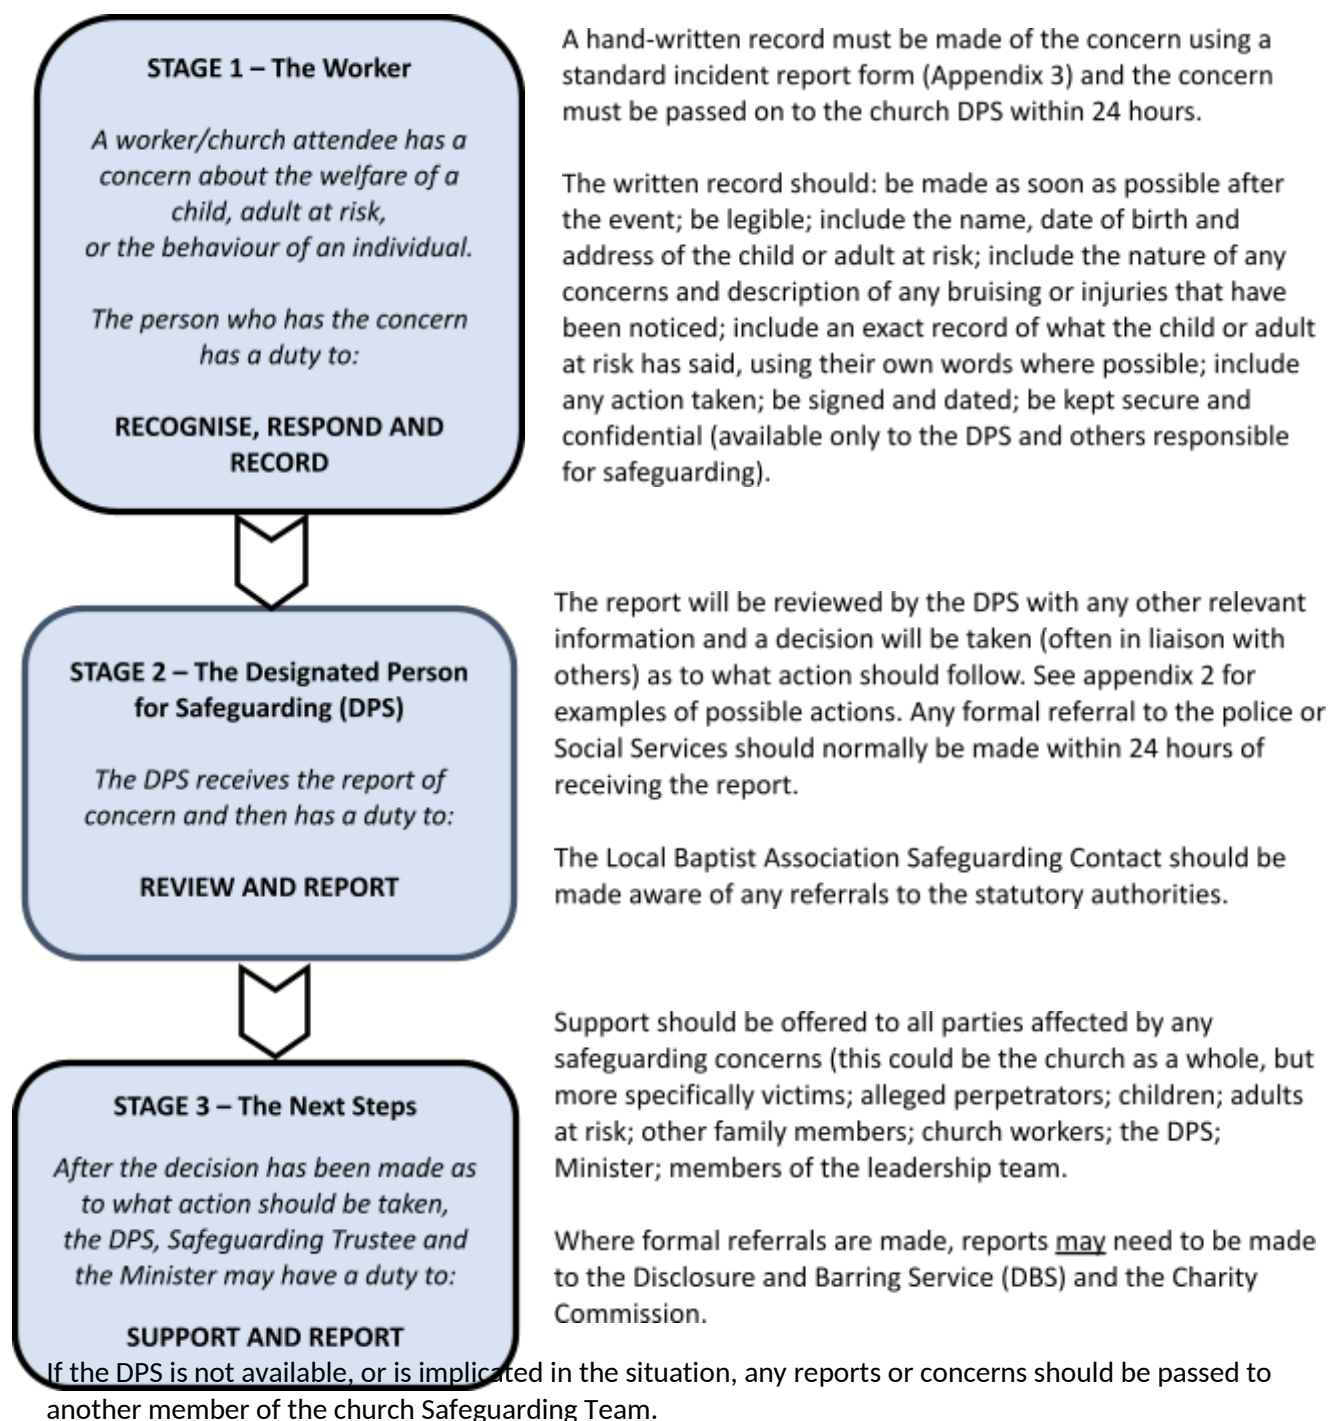 STAGE 1 – The Worker
A worker/church attendee has a
concern about the welfare of a
child, adult at risk,
or the behaviour of an individual.
The person who has the concern
has a duty to:
RECOGNISE, RESPOND AND
RECORD
A hand-written record must be made of the concern using a
standard incident report form (Appendix 3) and the concern
must be passed on to the church DPS within 24 hours.
The written record should: be made as soon as possible after
the event; be legible; include the name, date of birth and
address of the child or adult at risk; include the nature of any
concerns and description of any bruising or injuries that have
been noticed; include an exact record of what the child or adult
at risk has said, using their own words where possible; include
any action taken; be signed and dated; be kept secure and
confidential (available only to the DPS and others responsible
for safeguarding).
STAGE 2 – The Designated Person
for Safeguarding (DPS)
The DPS receives the report of
concern and then has a duty to:
REVIEW AND REPORT
The report will be reviewed by the DPS with any other relevant
information and a decision will be taken (often in liaison with
others) as to what action should follow. See appendix 2 for
examples of possible actions. Any formal referral to the police or
Social Services should normally be made within 24 hours of
receiving the report.
The Local Baptist Association Safeguarding Contact should be
made aware of any referrals to the statutory authorities.
STAGE 3 – The Next Steps
After the decision has been made as
to what action should be taken,
the DPS, Safeguarding Trustee and
the Minister may have a duty to:
SUPPORT AND REPORT
Support should be offered to all parties affected by any
safeguarding concerns (this could be the church as a whole, but
more specifically victims; alleged perpetrators; children; adults
at risk; other family members; church workers; the DPS;
Minister; members of the leadership team.
Where formal referrals are made, reports may need to be made
to the Disclosure and Barring Service (DBS) and the Charity
Commission.
If the DPS is not available, or is implicated in the situation, any reports or concerns should be passed to
another member of the church Safeguarding Team.